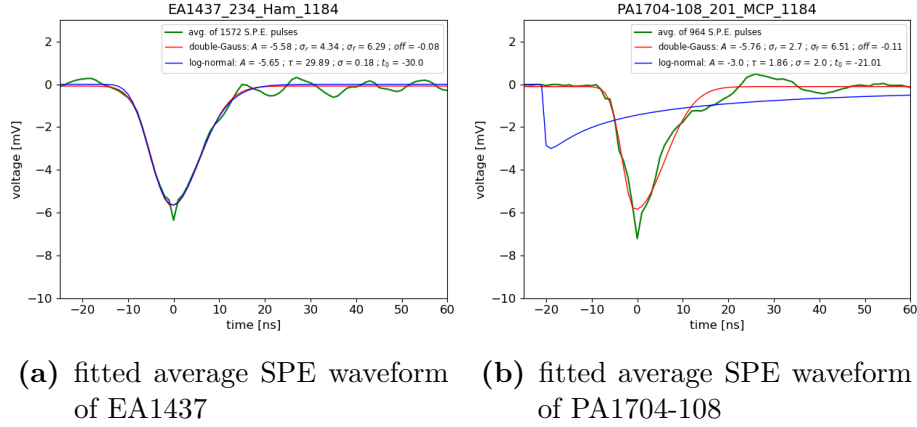 EA1437_234_Ham_1184
avg. of 1572 S.P.E. pulses
double-Gauss: A = -5.58 ; σr = 4.34 ; σf = 6.29 ; off = -0.08
log-normal: A = -5.65 ; τ = 29.89 ; σ = 0.18 ; t0 = -30.0
voltage [mV]
0
−2
−4
−6
−8
−10
−20 −10 0 10 20 30 40 50 60
time [ns]
PA1704-108_201_MCP_1184
avg. of 964 S.P.E. pulses
double-Gauss: A = -5.76 ; σr = 2.7 ; σf = 6.51 ; off = -0.11
log-normal: A = -3.0 ; τ = 1.86 ; σ = 2.0 ; t0 = -21.01
voltage [mV]
0
−2
−4
−6
−8
−10
−20 −10 0 10 20 30 40 50 60
time [ns]
(a) fitted average SPE waveform
of EA1437
(b) fitted average SPE waveform
of PA1704-108